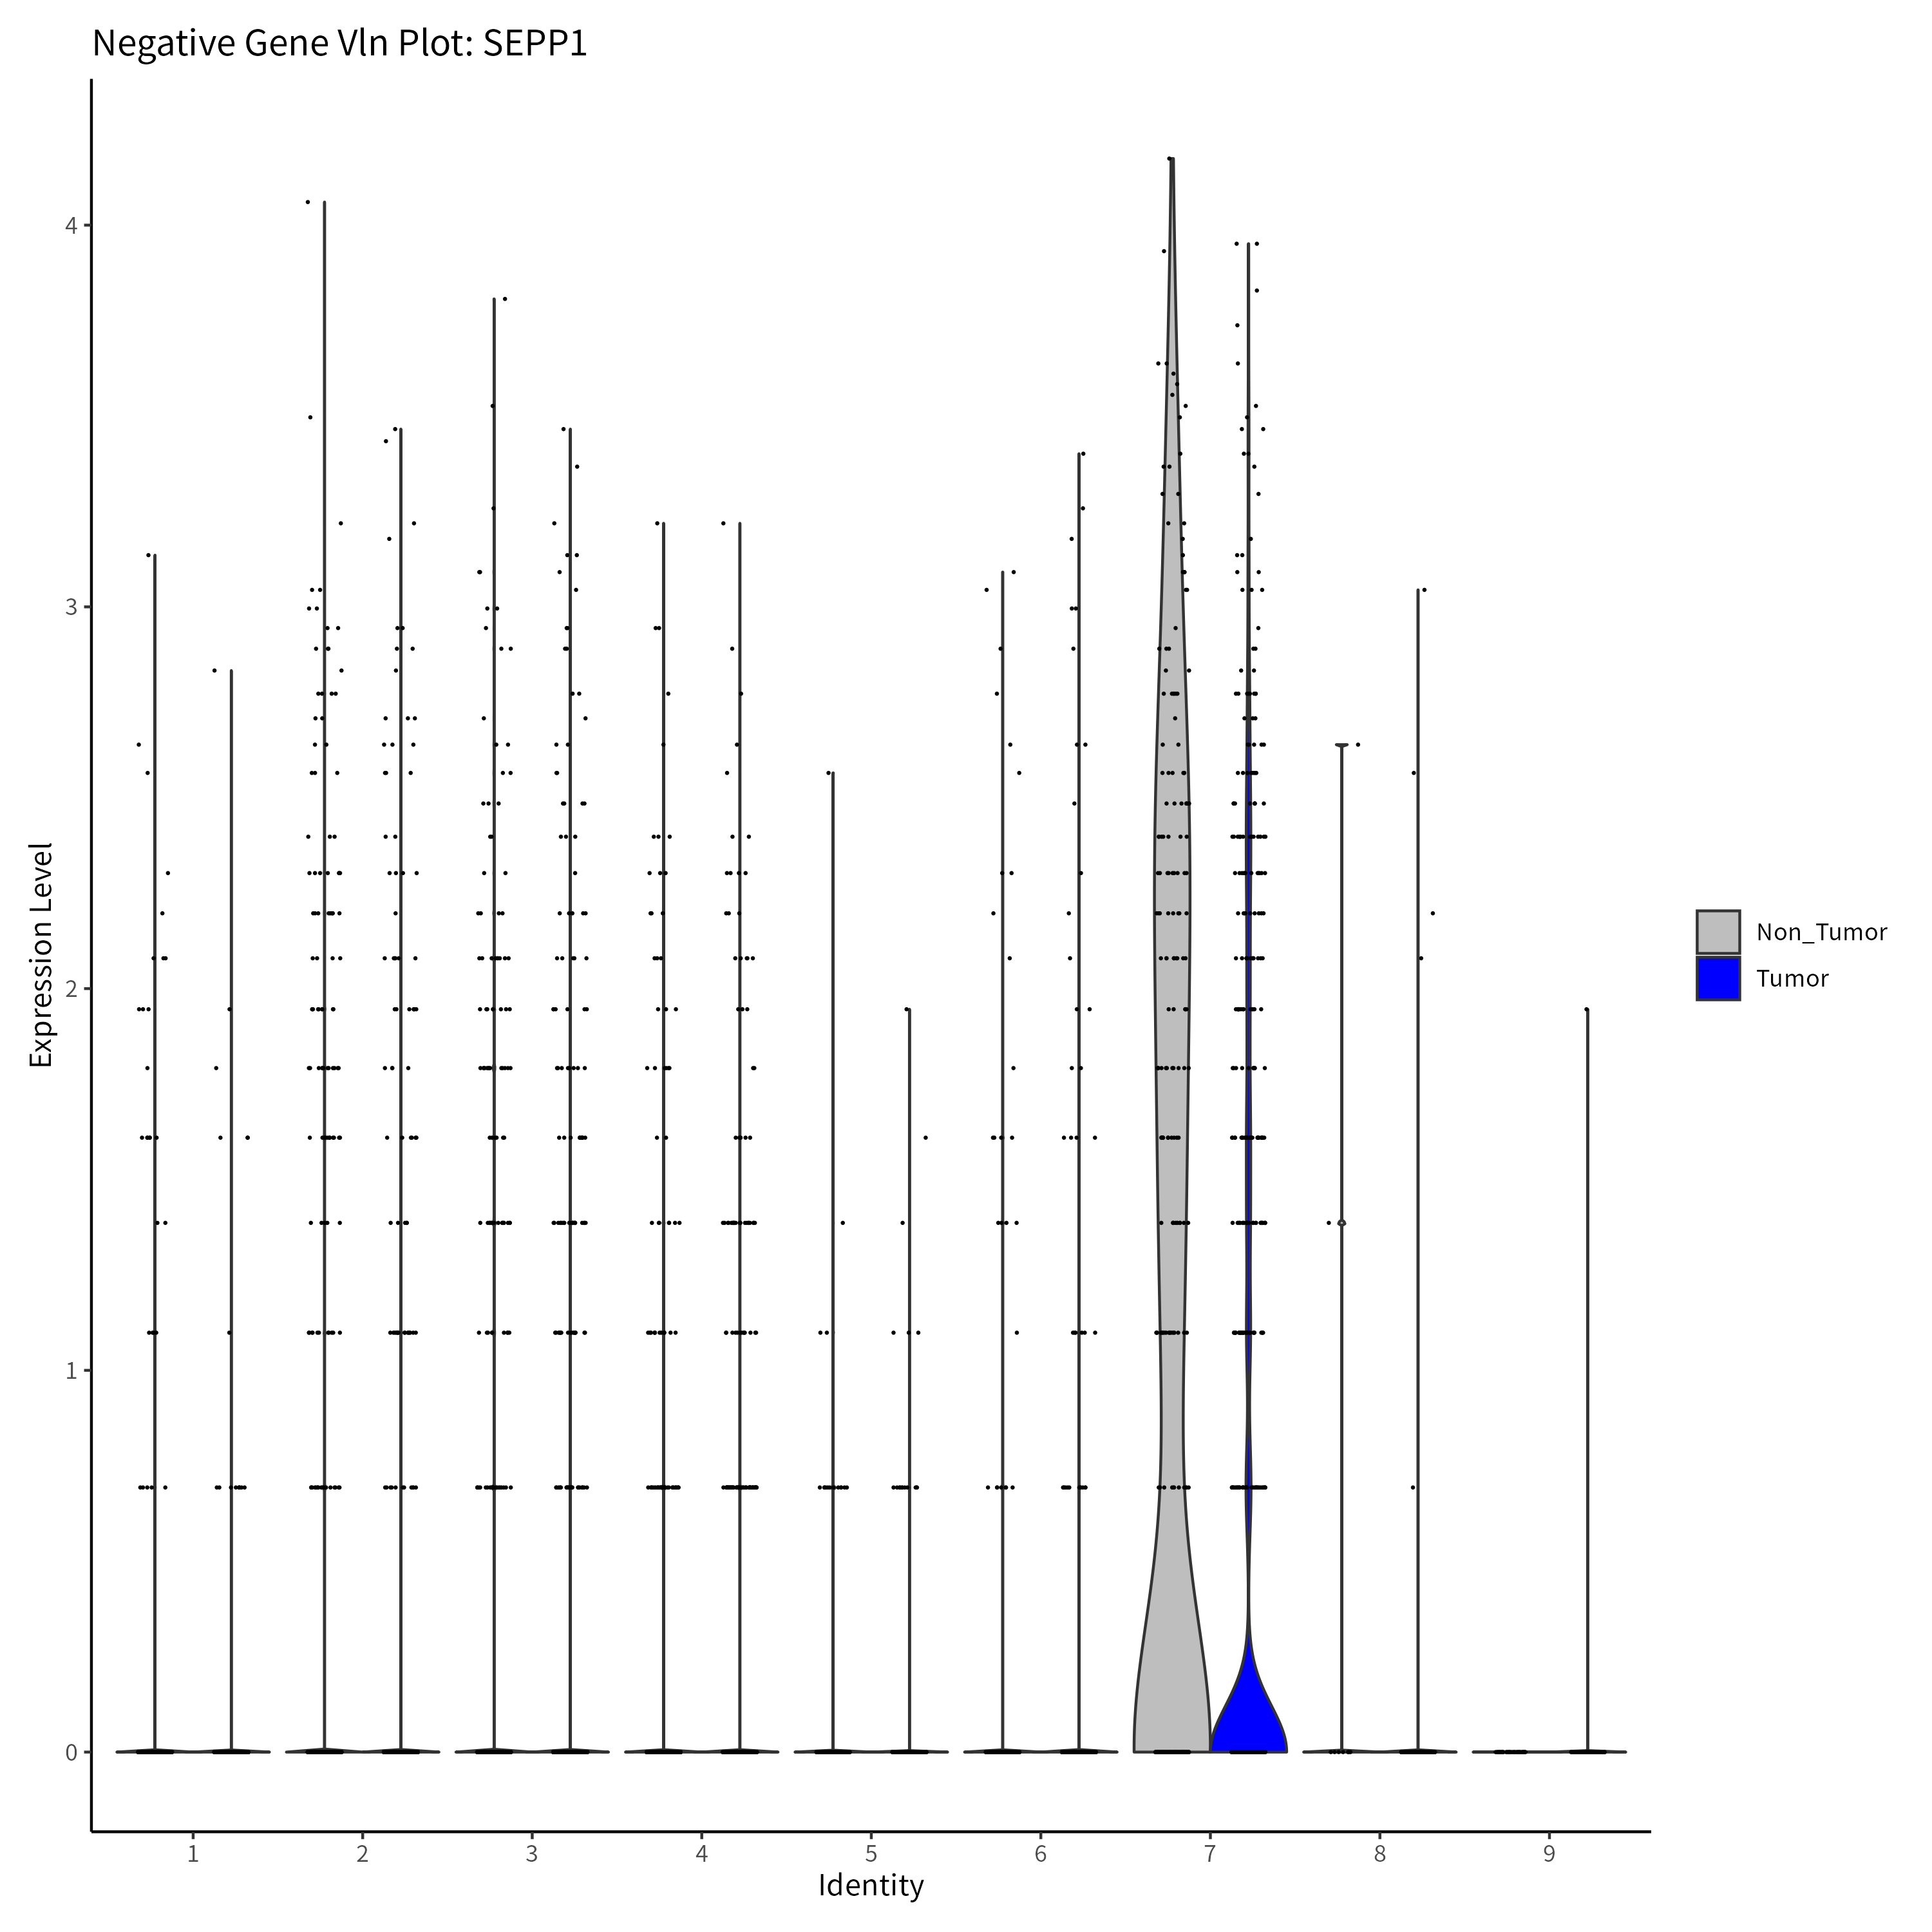 Negative Gene Vln Plot: SEPP1
4
3
2
1
0
Expression Level
1 2 3 4 5 6 7 8 9
Identity
Non_Tumor
Tumor